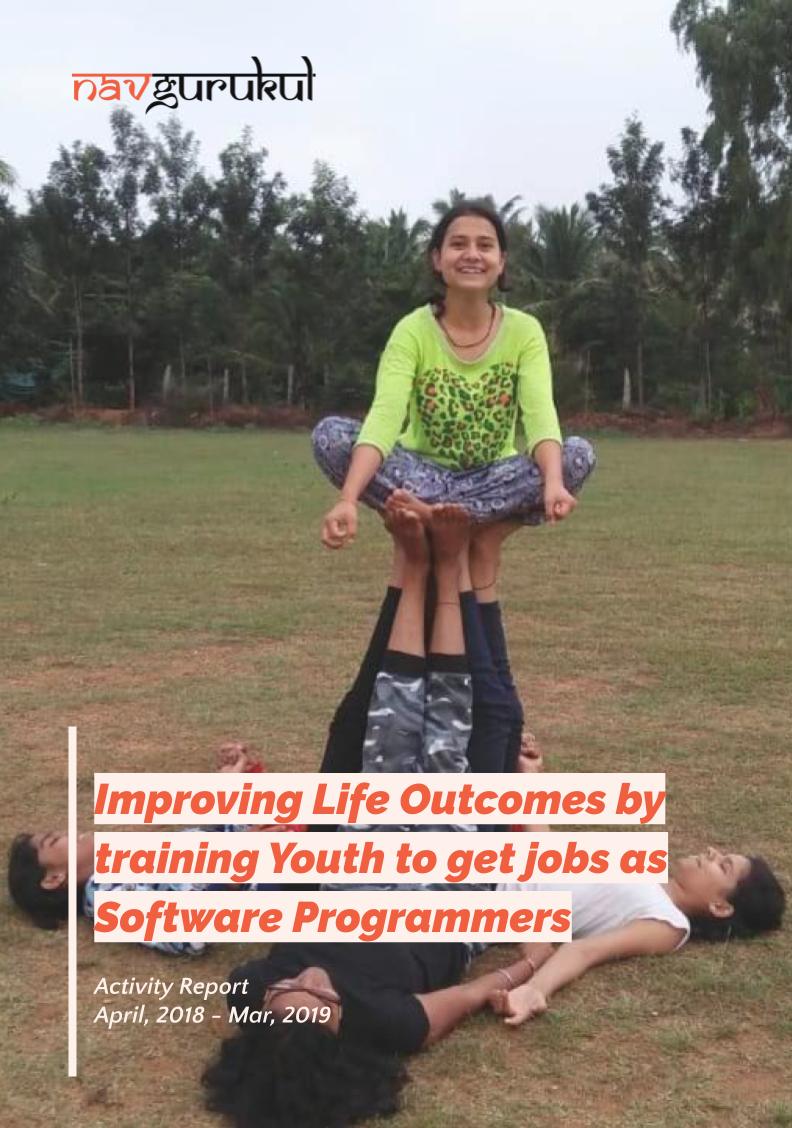 navgurukul
Improving Life Outcomes by
training Youth to get jobs as
Software Programmers
Activity Report
April, 2018 - Mar, 2019